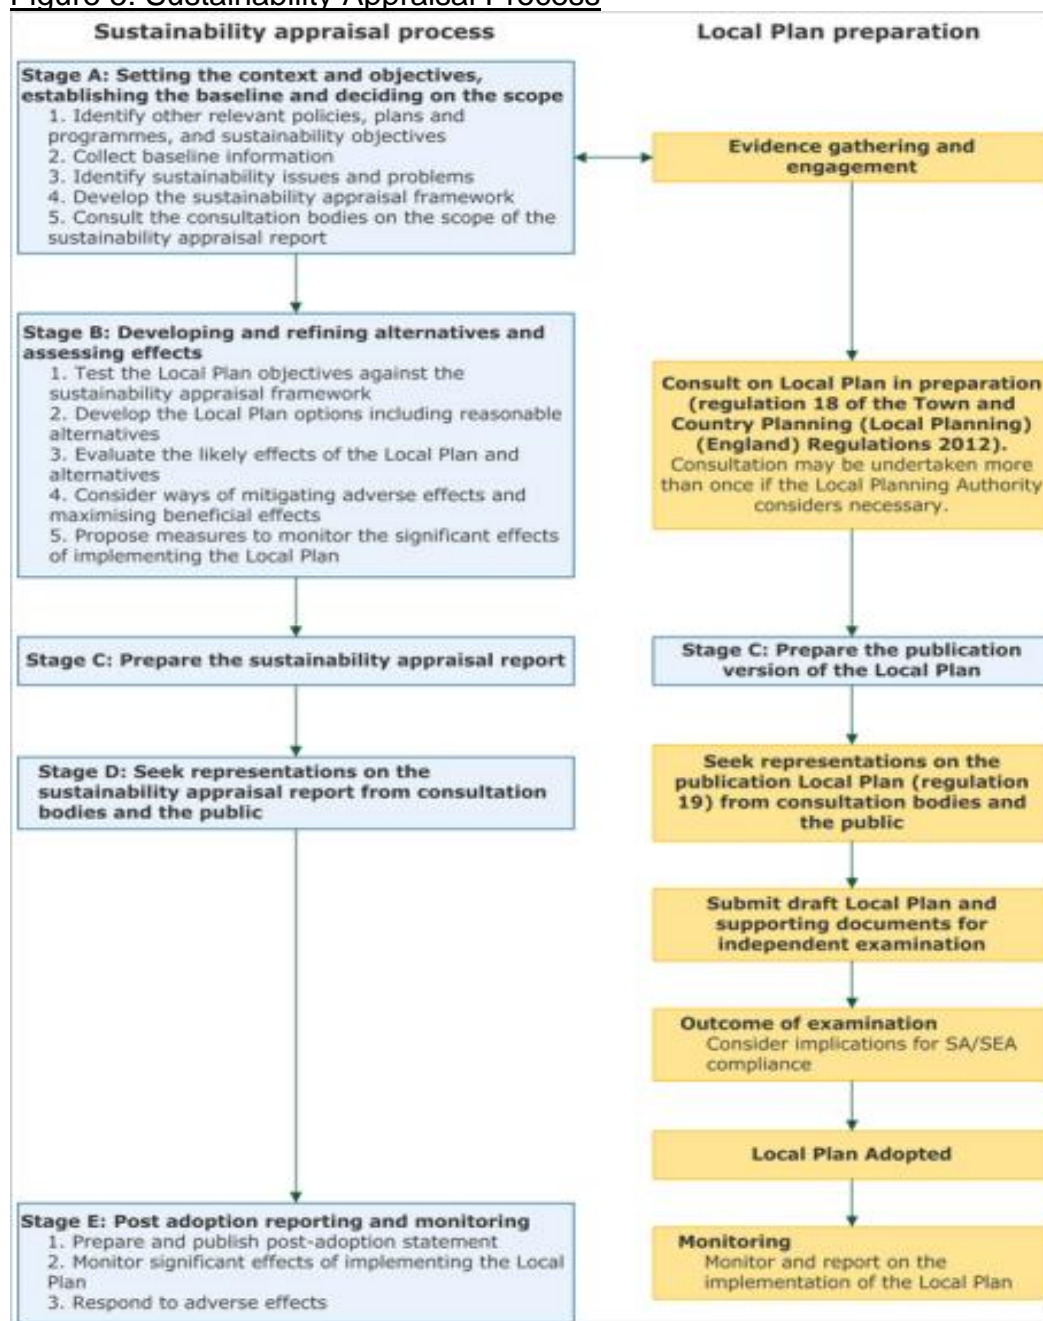 Figure 3: Sustainability Appraisal Process
Sustainability appraisal process
Local Plan preparation
Stage A: Setting the context and objectives,
establishing the baseline and deciding on the scope
1. Identify other relevant policies, plans and
programmes, and sustainability objectives
2. Collect baseline information
3. Identify sustainability issues and problems
4. Develop the sustainability appraisal framework
5. Consult the consultation bodies on the scope of the
sustainability appraisal report
Evidence gathering and
engagement
Stage B: Developing and refining alternatives and
assessing effects
1. Test the Local Plan objectives against the
sustainability appraisal framework
2. Develop the Local Plan options including reasonable
alternatives
3. Evaluate the likely effects of the Local Plan and
alternatives
4. Consider ways of mitigating adverse effects and
maximising beneficial effects
5. Propose measures to monitor the significant effects
of implementing the Local Plan
Consult on Local Plan in preparation
(regulation 18 of the Town and
Country Planning (Local Planning)
(England) Regulations 2012).
Consultation may be undertaken more
than once if the Local Planning Authority
considers necessary.
Stage C: Prepare the sustainability appraisal report
Stage C: Prepare the publication
version of the Local Plan
Stage D: Seek representations on the
sustainability appraisal report from consultation
bodies and the public
Seek representations on the
publication Local Plan (regulation
19) from consultation bodies and
the public
Submit draft Local Plan and
supporting documents for
independent examination
Outcome of examination
Consider implications for SA/SEA
compliance
Local Plan Adopted
Stage E: Post adoption reporting and monitoring
1. Prepare and publish post-adoption statement
2. Monitor significant effects of implementing the Local
Plan
3. Respond to adverse effects
Monitoring
Monitor and report on the
implementation of the Local Plan